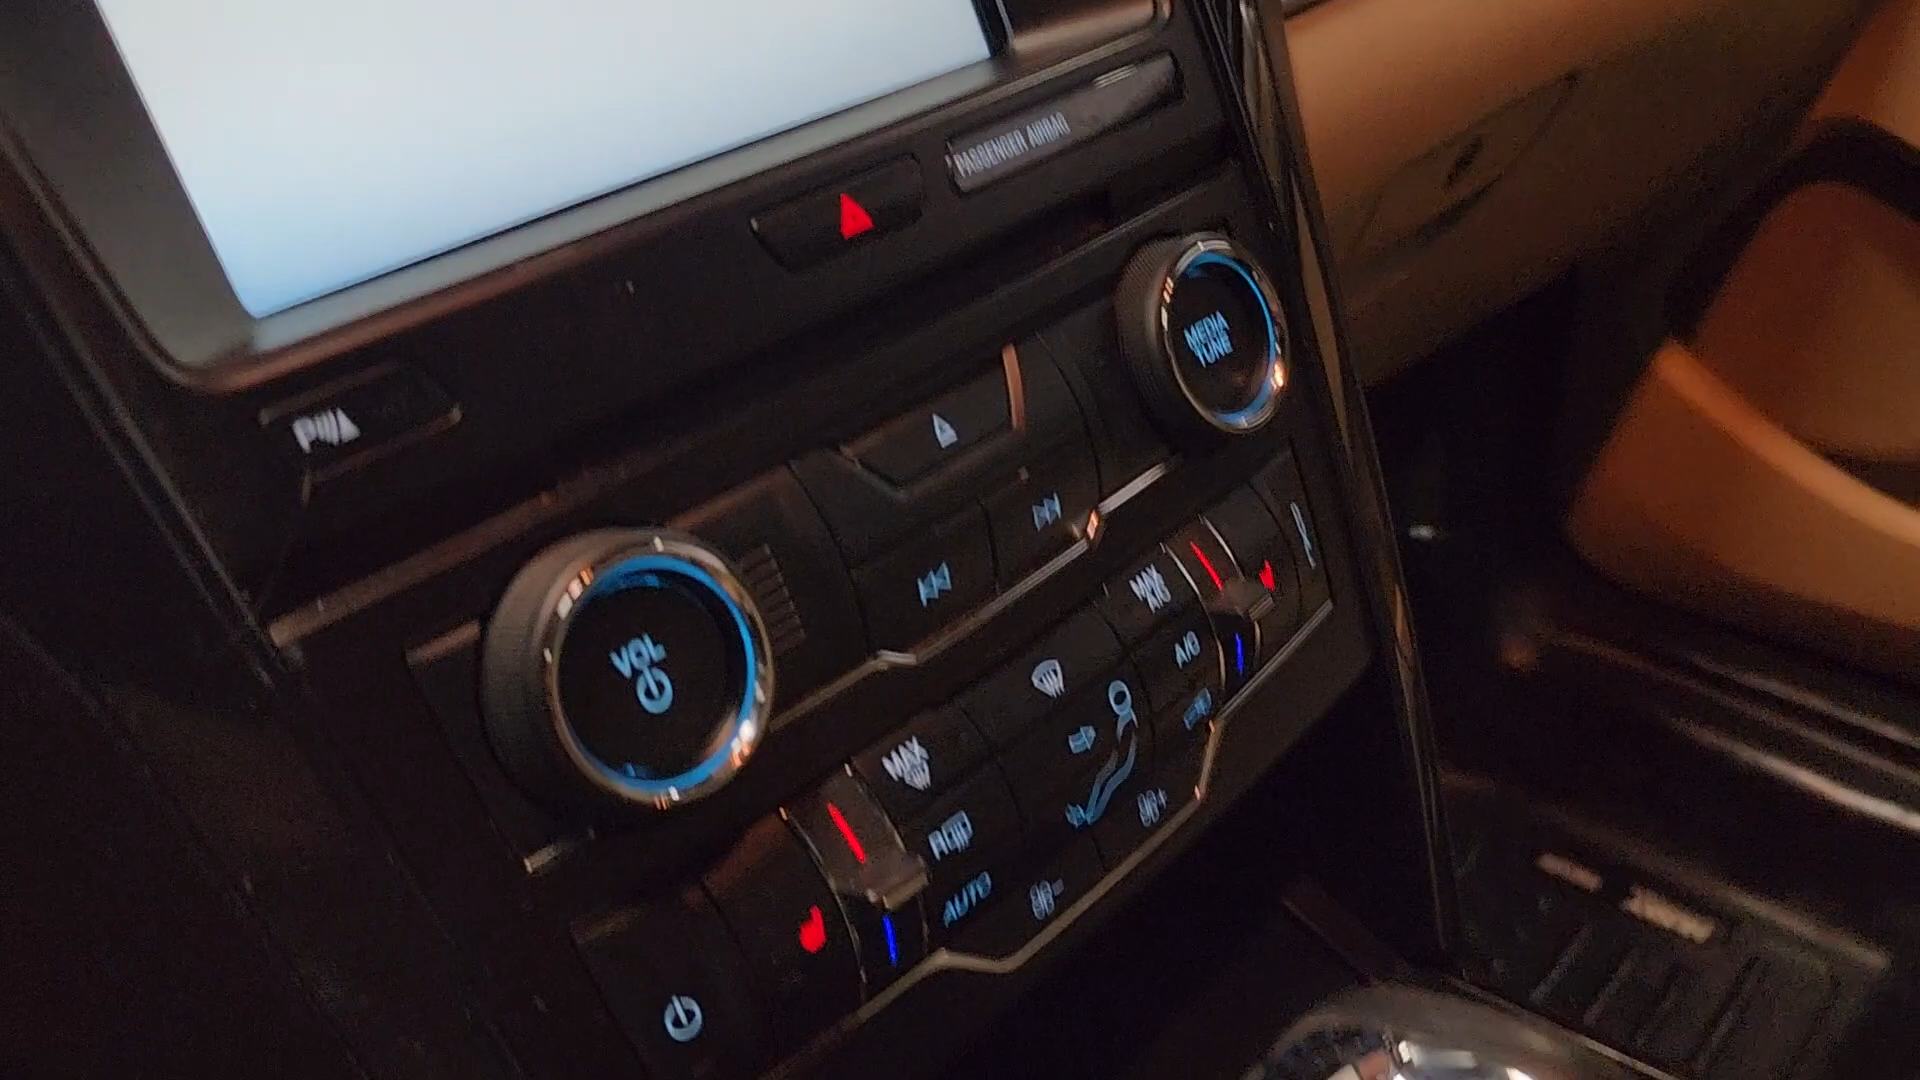 PASSENGER AIRBAG
MEDIA
TUNE
P
VOL
MAX
A/C
A/C
MAX
R
AUTO